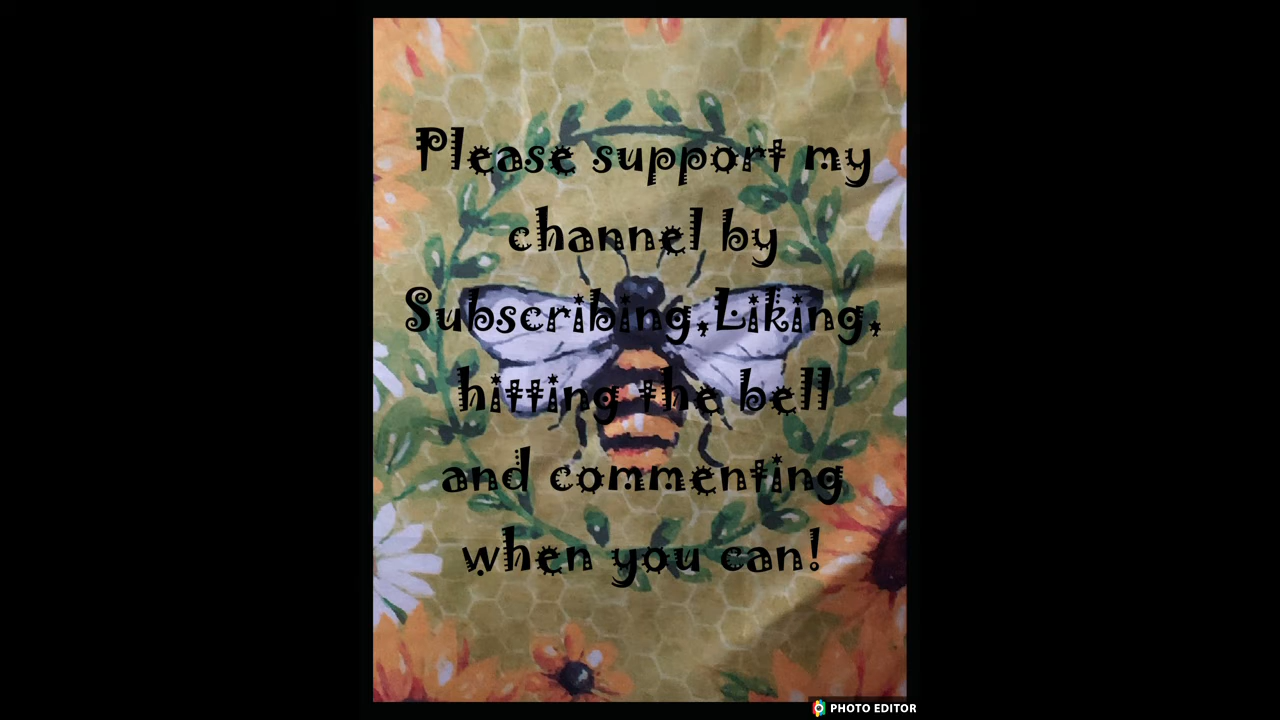 Please support my
channel by
Subscribing,Liking,
hitting the bell
and commenting
when you can!
PHOTO EDITOR